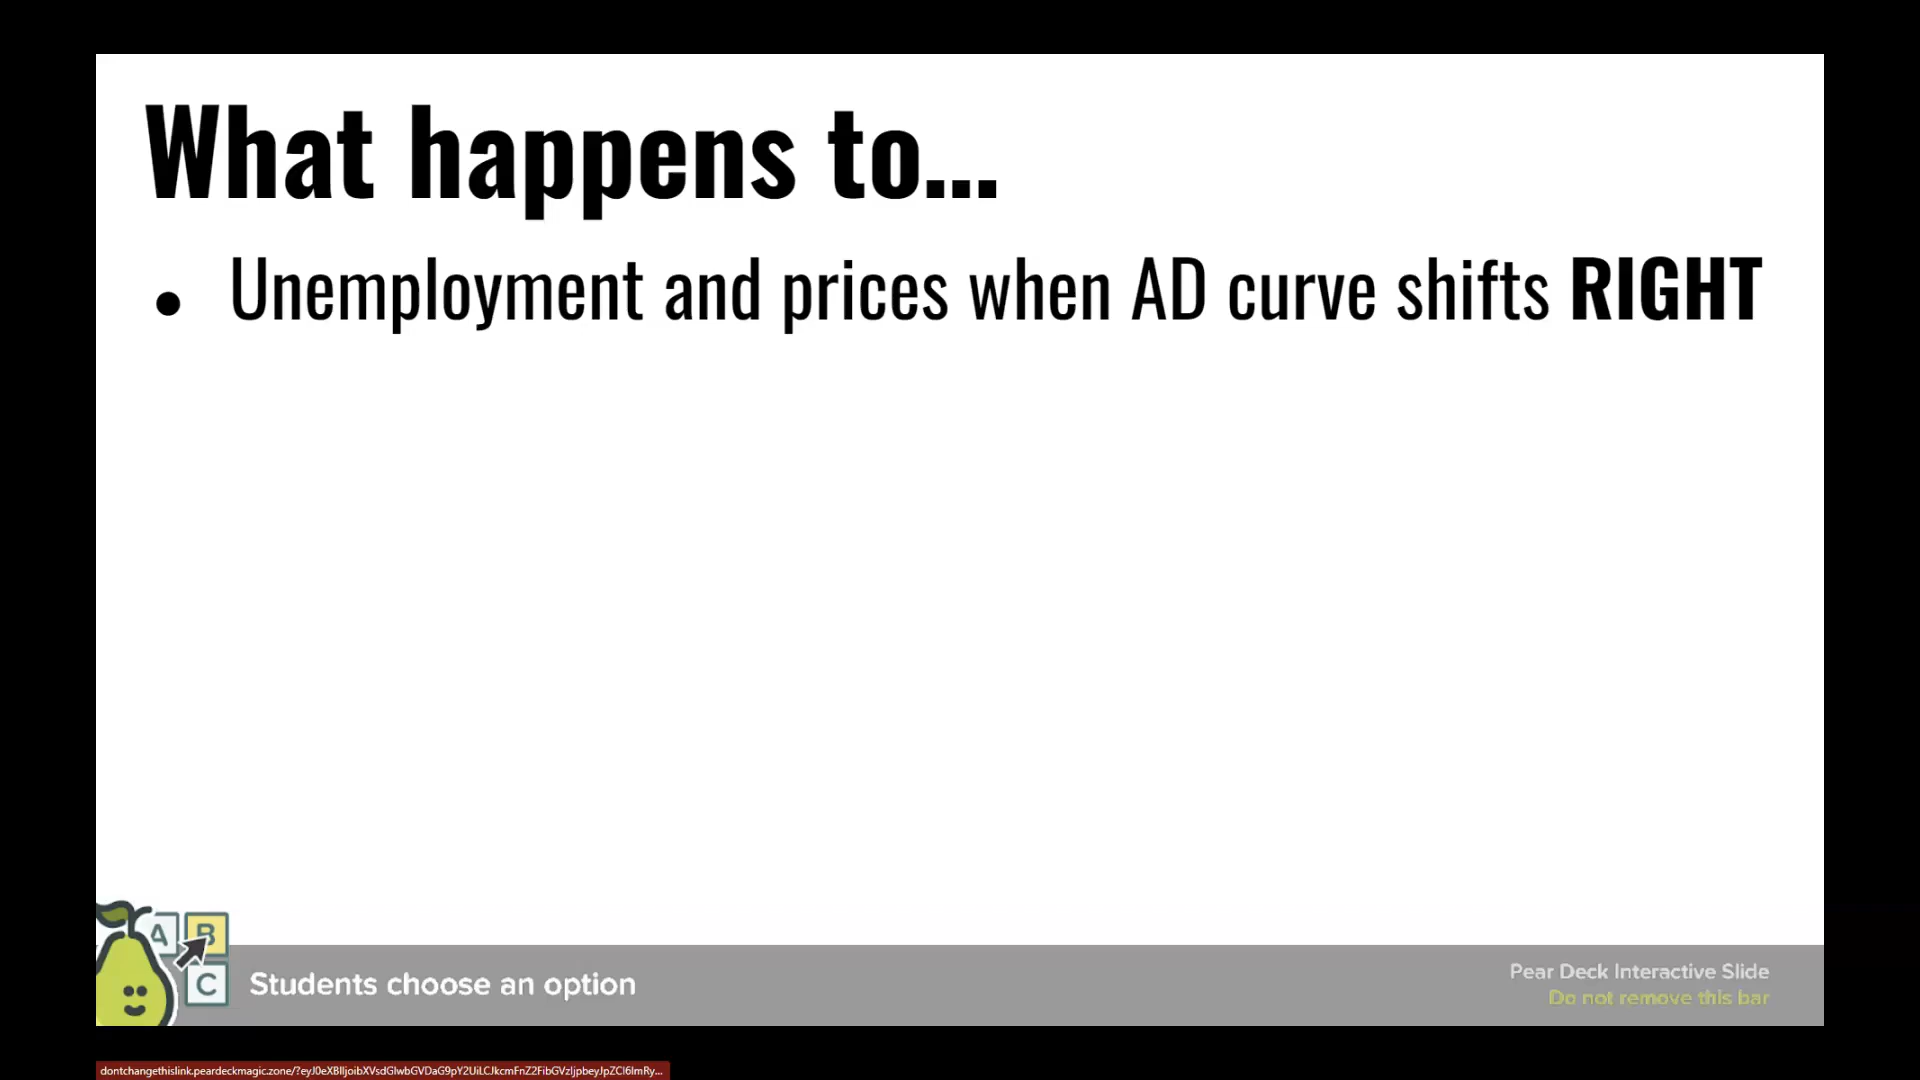 What happens to...
● Unemployment and prices when AD curve shifts RIGHT
A B
C
Students choose an option
Pear Deck Interactive Slide
Do not remove this bar